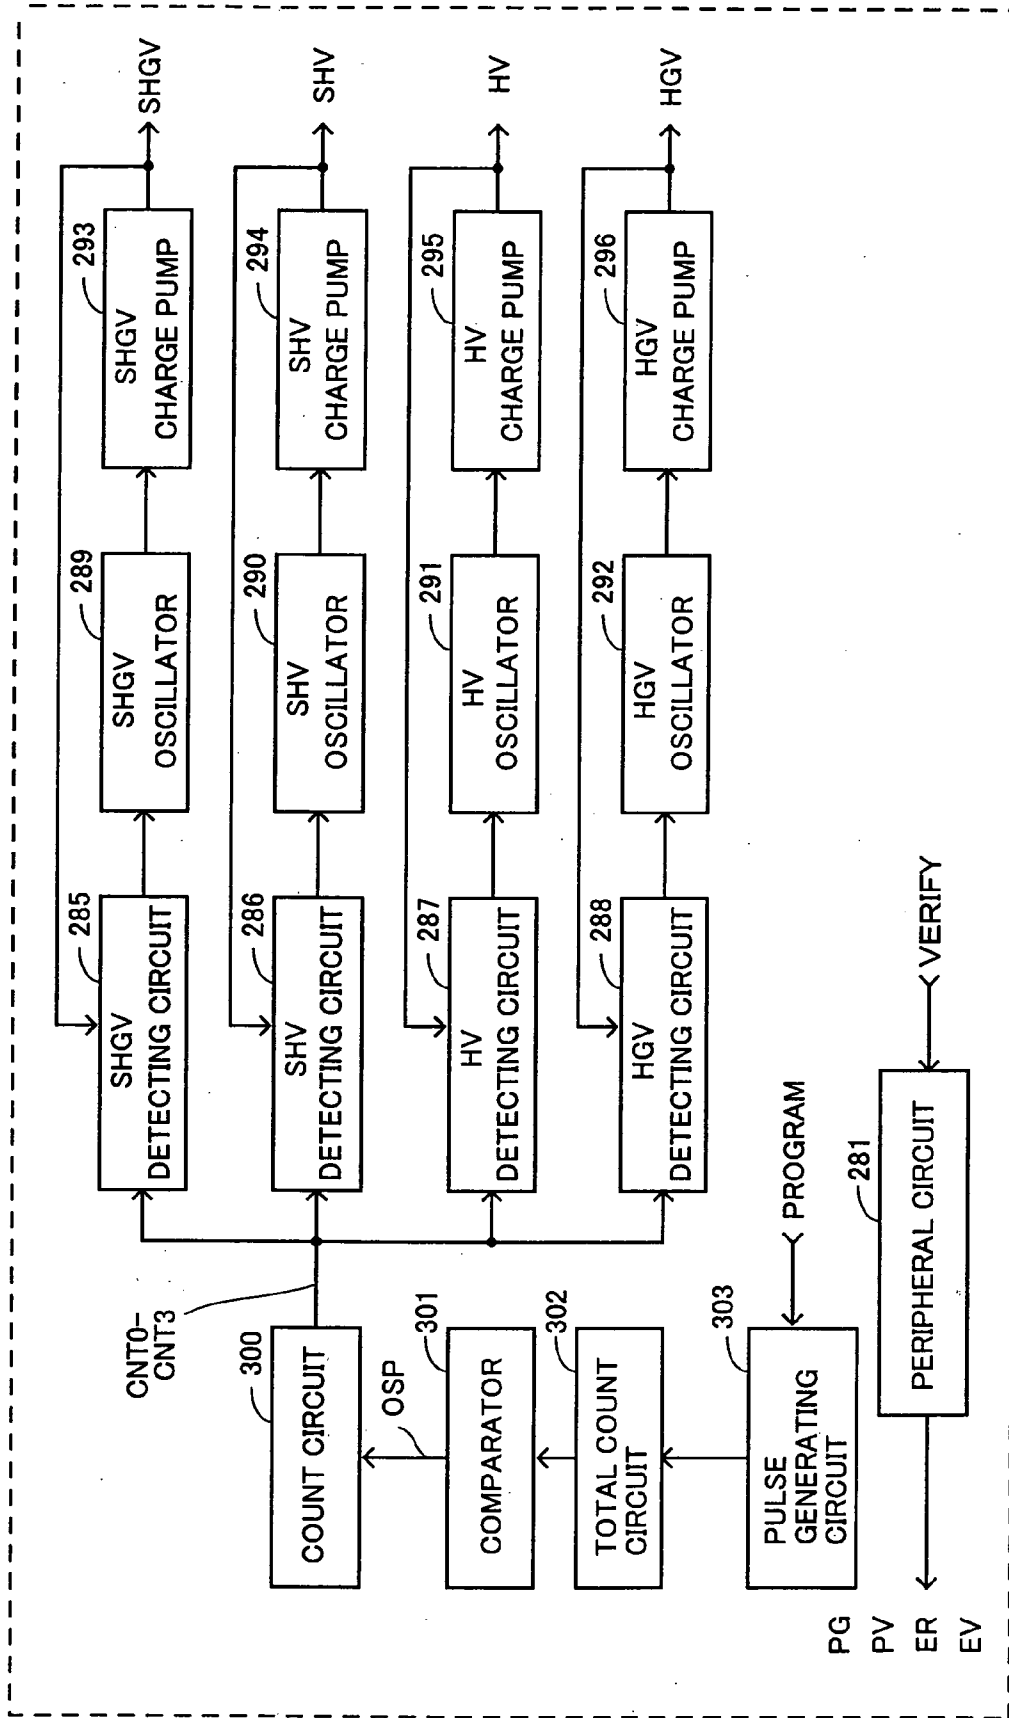 CNT0-
CNT3
300
COUNT CIRCUIT
OSP
301
COMPARATOR
302
TOTAL COUNT
CIRCUIT
303
PULSE
GENERATING
CIRCUIT
PROGRAM
285
SHGV
DETECTING CIRCUIT
289
SHGV
OSCILLATOR
293
SHGV
CHARGE PUMP
SHGV
286
SHV
DETECTING CIRCUIT
290
SHV
OSCILLATOR
294
SHV
CHARGE PUMP
SHV
287
HV
DETECTING CIRCUIT
291
HV
OSCILLATOR
295
HV
CHARGE PUMP
HV
288
HGV
DETECTING CIRCUIT
292
HGV
OSCILLATOR
296
HGV
CHARGE PUMP
HGV
PG
PV
ER
EV
281
PERIPHERAL CIRCUIT
VERIFY